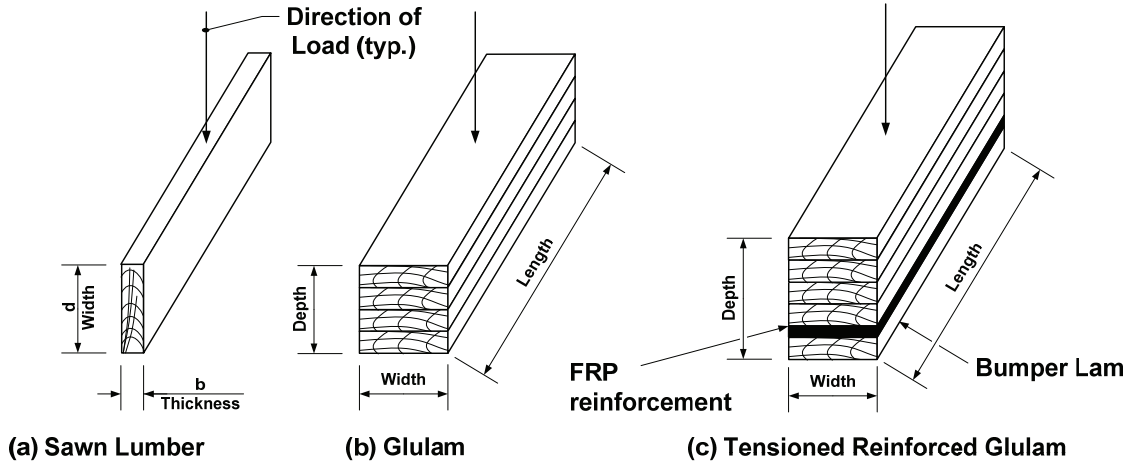 Direction of
Load (typ.)
d
Width
b
Thickness
Depth
Width
Length
Depth
Width
Length
FRP
reinforcement
Bumper Lam
(a) Sawn Lumber
(b) Glulam
(c) Tensioned Reinforced Glulam